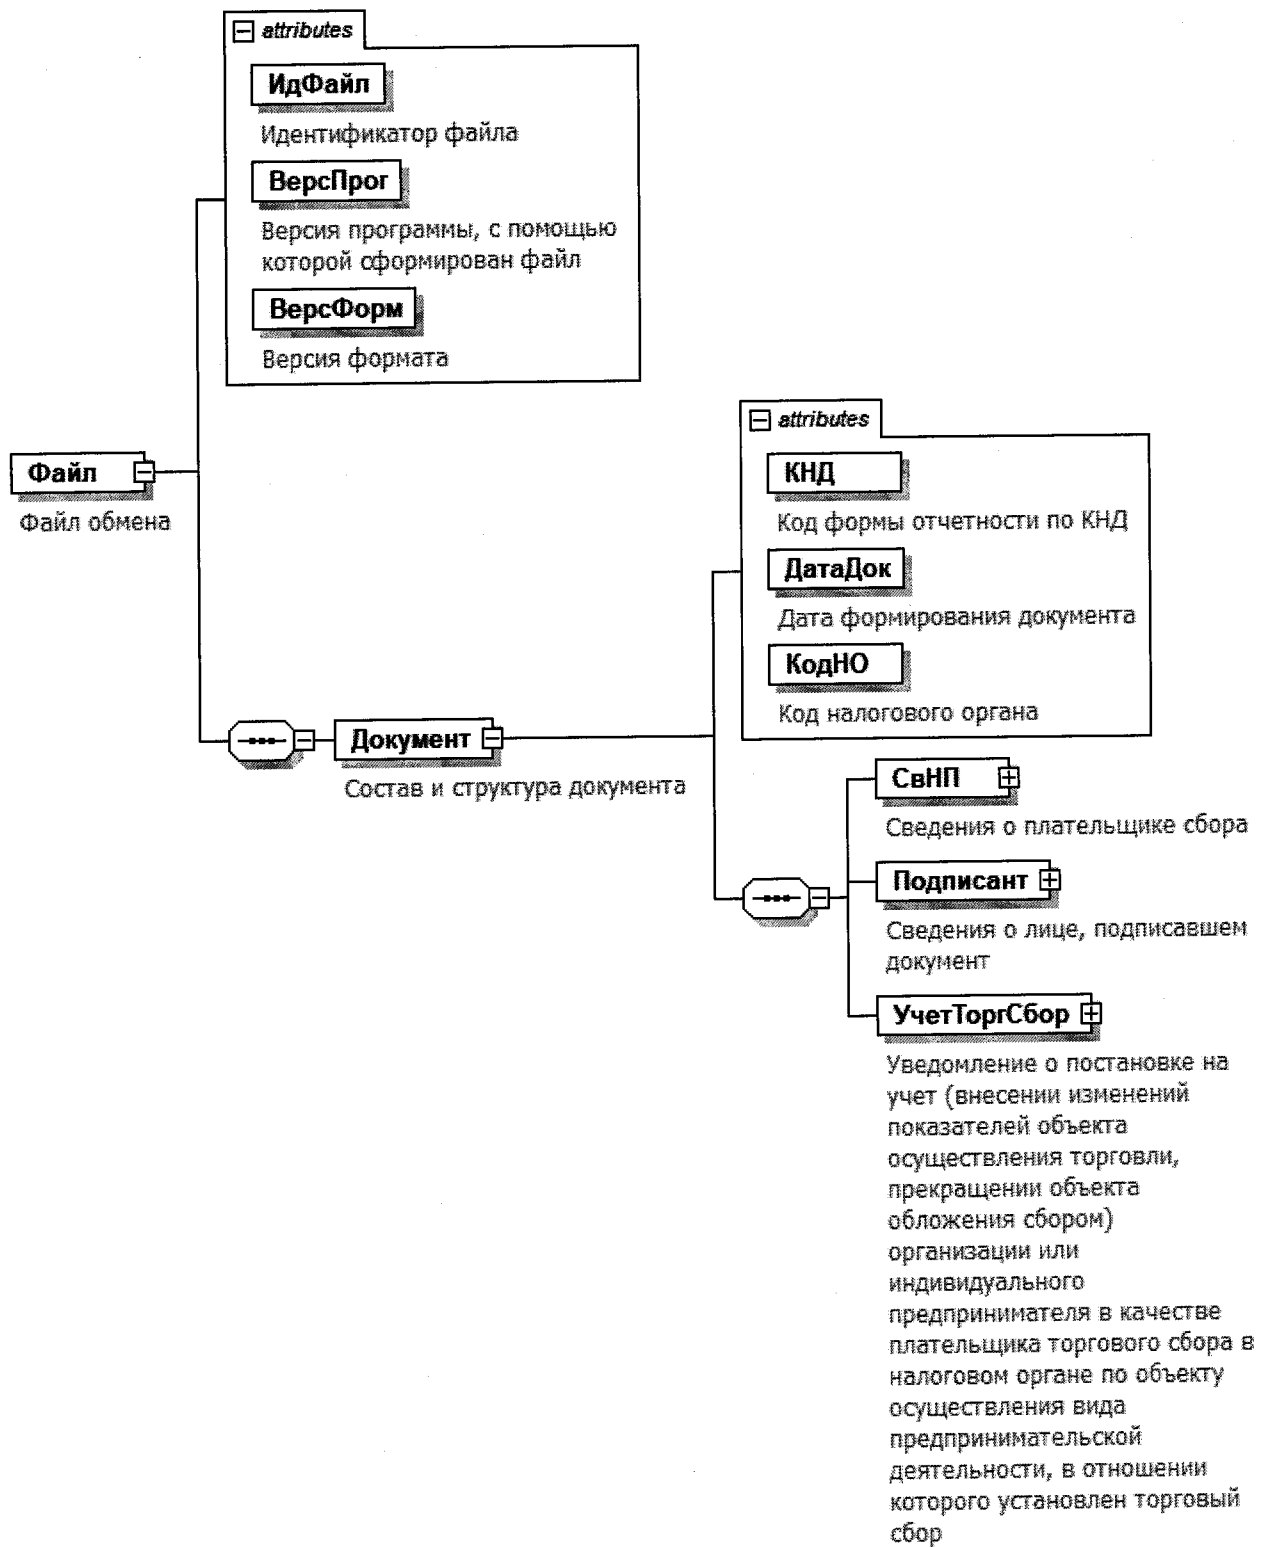 attributes
ИдФайл
Идентификатор файла
ВерсПрог
Версия программы, с помощью
которой сформирован файл
ВерсФорм
Версия формата
Файл
Файл обмена
attributes
КНД
Код формы отчетности по КНД
ДатаДок
Дата формирования документа
КодНО
Код налогового органа
Документ
Состав и структура документа
СвНП
Сведения о плательщике сбора
Подписант
Сведения о лице, подписавшем
документ
УчетТоргСбор
Уведомление о постановке на
учет (внесении изменений
показателей объекта
осуществления торговли,
прекращении объекта
обложения сбором)
организации или
индивидуального
предпринимателя в качестве
плательщика торгового сбора в
налоговом органе по объекту
осуществления вида
предпринимательской
деятельности, в отношении
которого установлен торговый
сбор